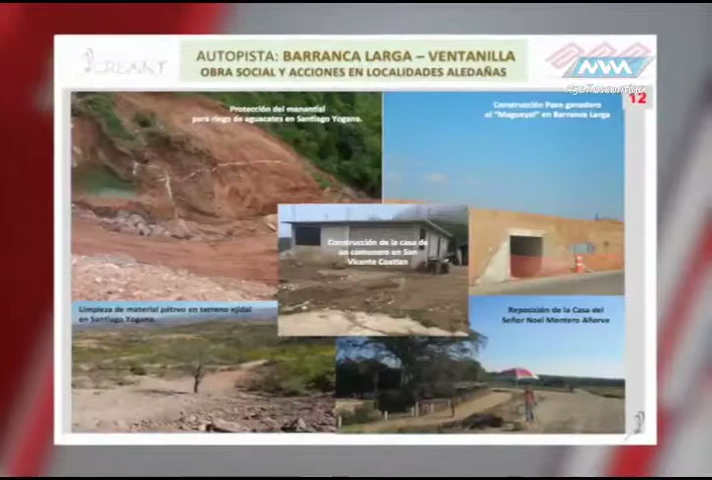 AUTOPISTA: BARRANCA LARGA – VENTANILLA
OBRA SOCIAL Y ACCIONES EN LOCALIDADES ALEDAÑAS
12
Protección del manantial
para riego de aguacates en Santiago Yogana.
Construcción Paso ganadero
el "Magueyal" en Barranca Larga
Construcción de la casa de
un comunero en San
Vicente Coatlan
Limpieza de material pétreo en terreno ejidal
en Santiago Yogana.
Reposición de la Casa del
Señor Noel Montero Añorve